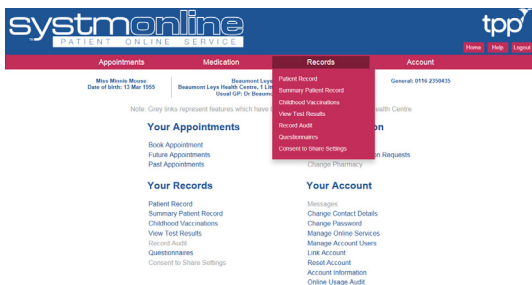 systmonline
PATIENT ONLINE SERVICE
tpp
Home Help Logout
Appointments Medication Records Account
Miss Minnie Mouse
Date of birth: 13 Mar 1955
Beaumont Leys
Beaumont Leys Health Centre, 1 Lit
Usual GP: Dr Beaumo
General: 0116 2350435
Patient Record
Summary Patient Record
Childhood Vaccinations
View Test Results
Record Audit
Questionnaires
Consent to Share Settings
Note: Grey links represent features which have
ealth Centre
Your Appointments
Book Appointment
Future Appointments
Past Appointments
on
on Requests
Change Pharmacy
Your Records
Patient Record
Summary Patient Record
Childhood Vaccinations
View Test Results
Record Audit
Questionnaires
Consent to Share Settings
Your Account
Messages
Change Contact Details
Change Password
Manage Online Services
Manage Account Users
Link Account
Reset Account
Account Information
Online Usage Audit